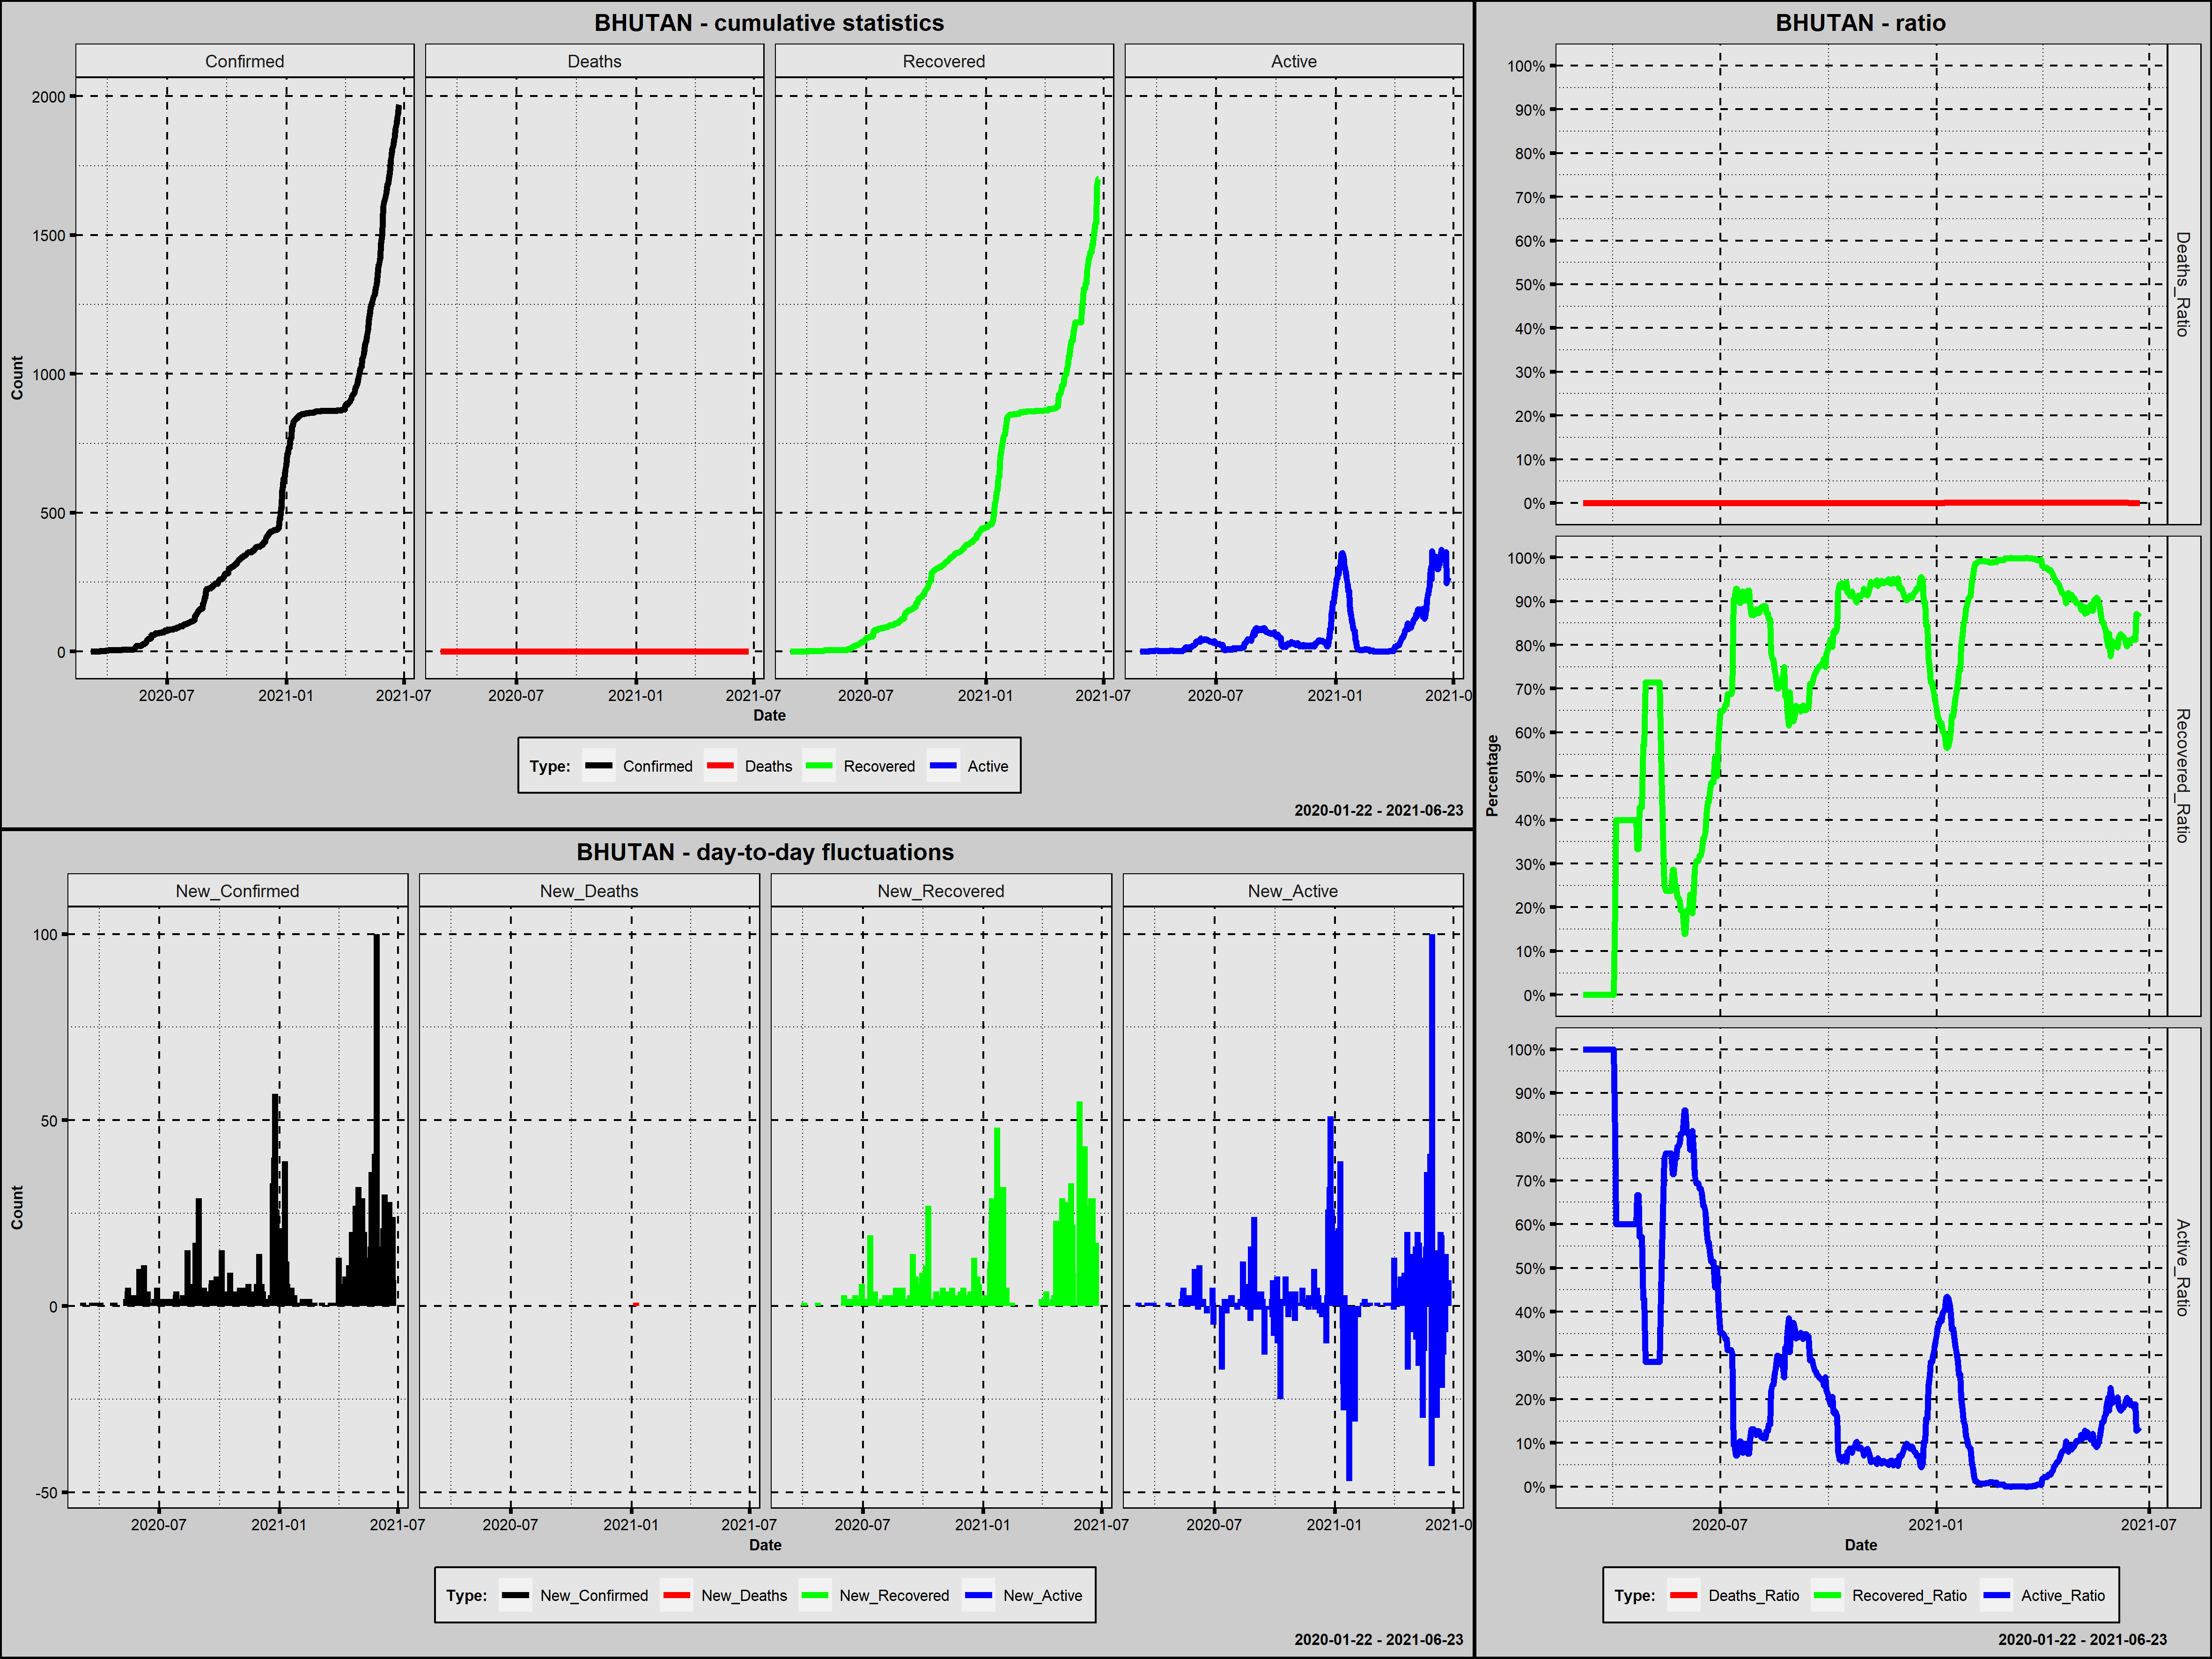 BHUTAN - cumulative statistics
Confirmed Deaths Recovered Active
2000
1500
1000
500
0
Count
2020-07 2021-01 2021-07 2020-07 2021-01 2021-07 2020-07 2021-01 2021-07 2020-07 2021-01 2021-0
Date
Type: Confirmed Deaths Recovered Active
2020-01-22 - 2021-06-23
BHUTAN - day-to-day fluctuations
New_Confirmed New_Deaths New_Recovered New_Active
100
50
0
-50
Count
2020-07 2021-01 2021-07 2020-07 2021-01 2021-07 2020-07 2021-01 2021-07 2020-07 2021-01 2021-0
Date
Type: New_Confirmed New_Deaths New_Recovered New_Active
2020-01-22 - 2021-06-23
BHUTAN - ratio
100%
90%
80%
70%
60%
50%
40%
30%
20%
10%
0%
Deaths_Ratio
100%
90%
80%
70%
60%
50%
40%
30%
20%
10%
0%
Recovered_Ratio
Percentage
100%
90%
80%
70%
60%
50%
40%
30%
20%
10%
0%
Active_Ratio
2020-07 2021-01 2021-07
Date
Type: Deaths_Ratio Recovered_Ratio Active_Ratio
2020-01-22 - 2021-06-23